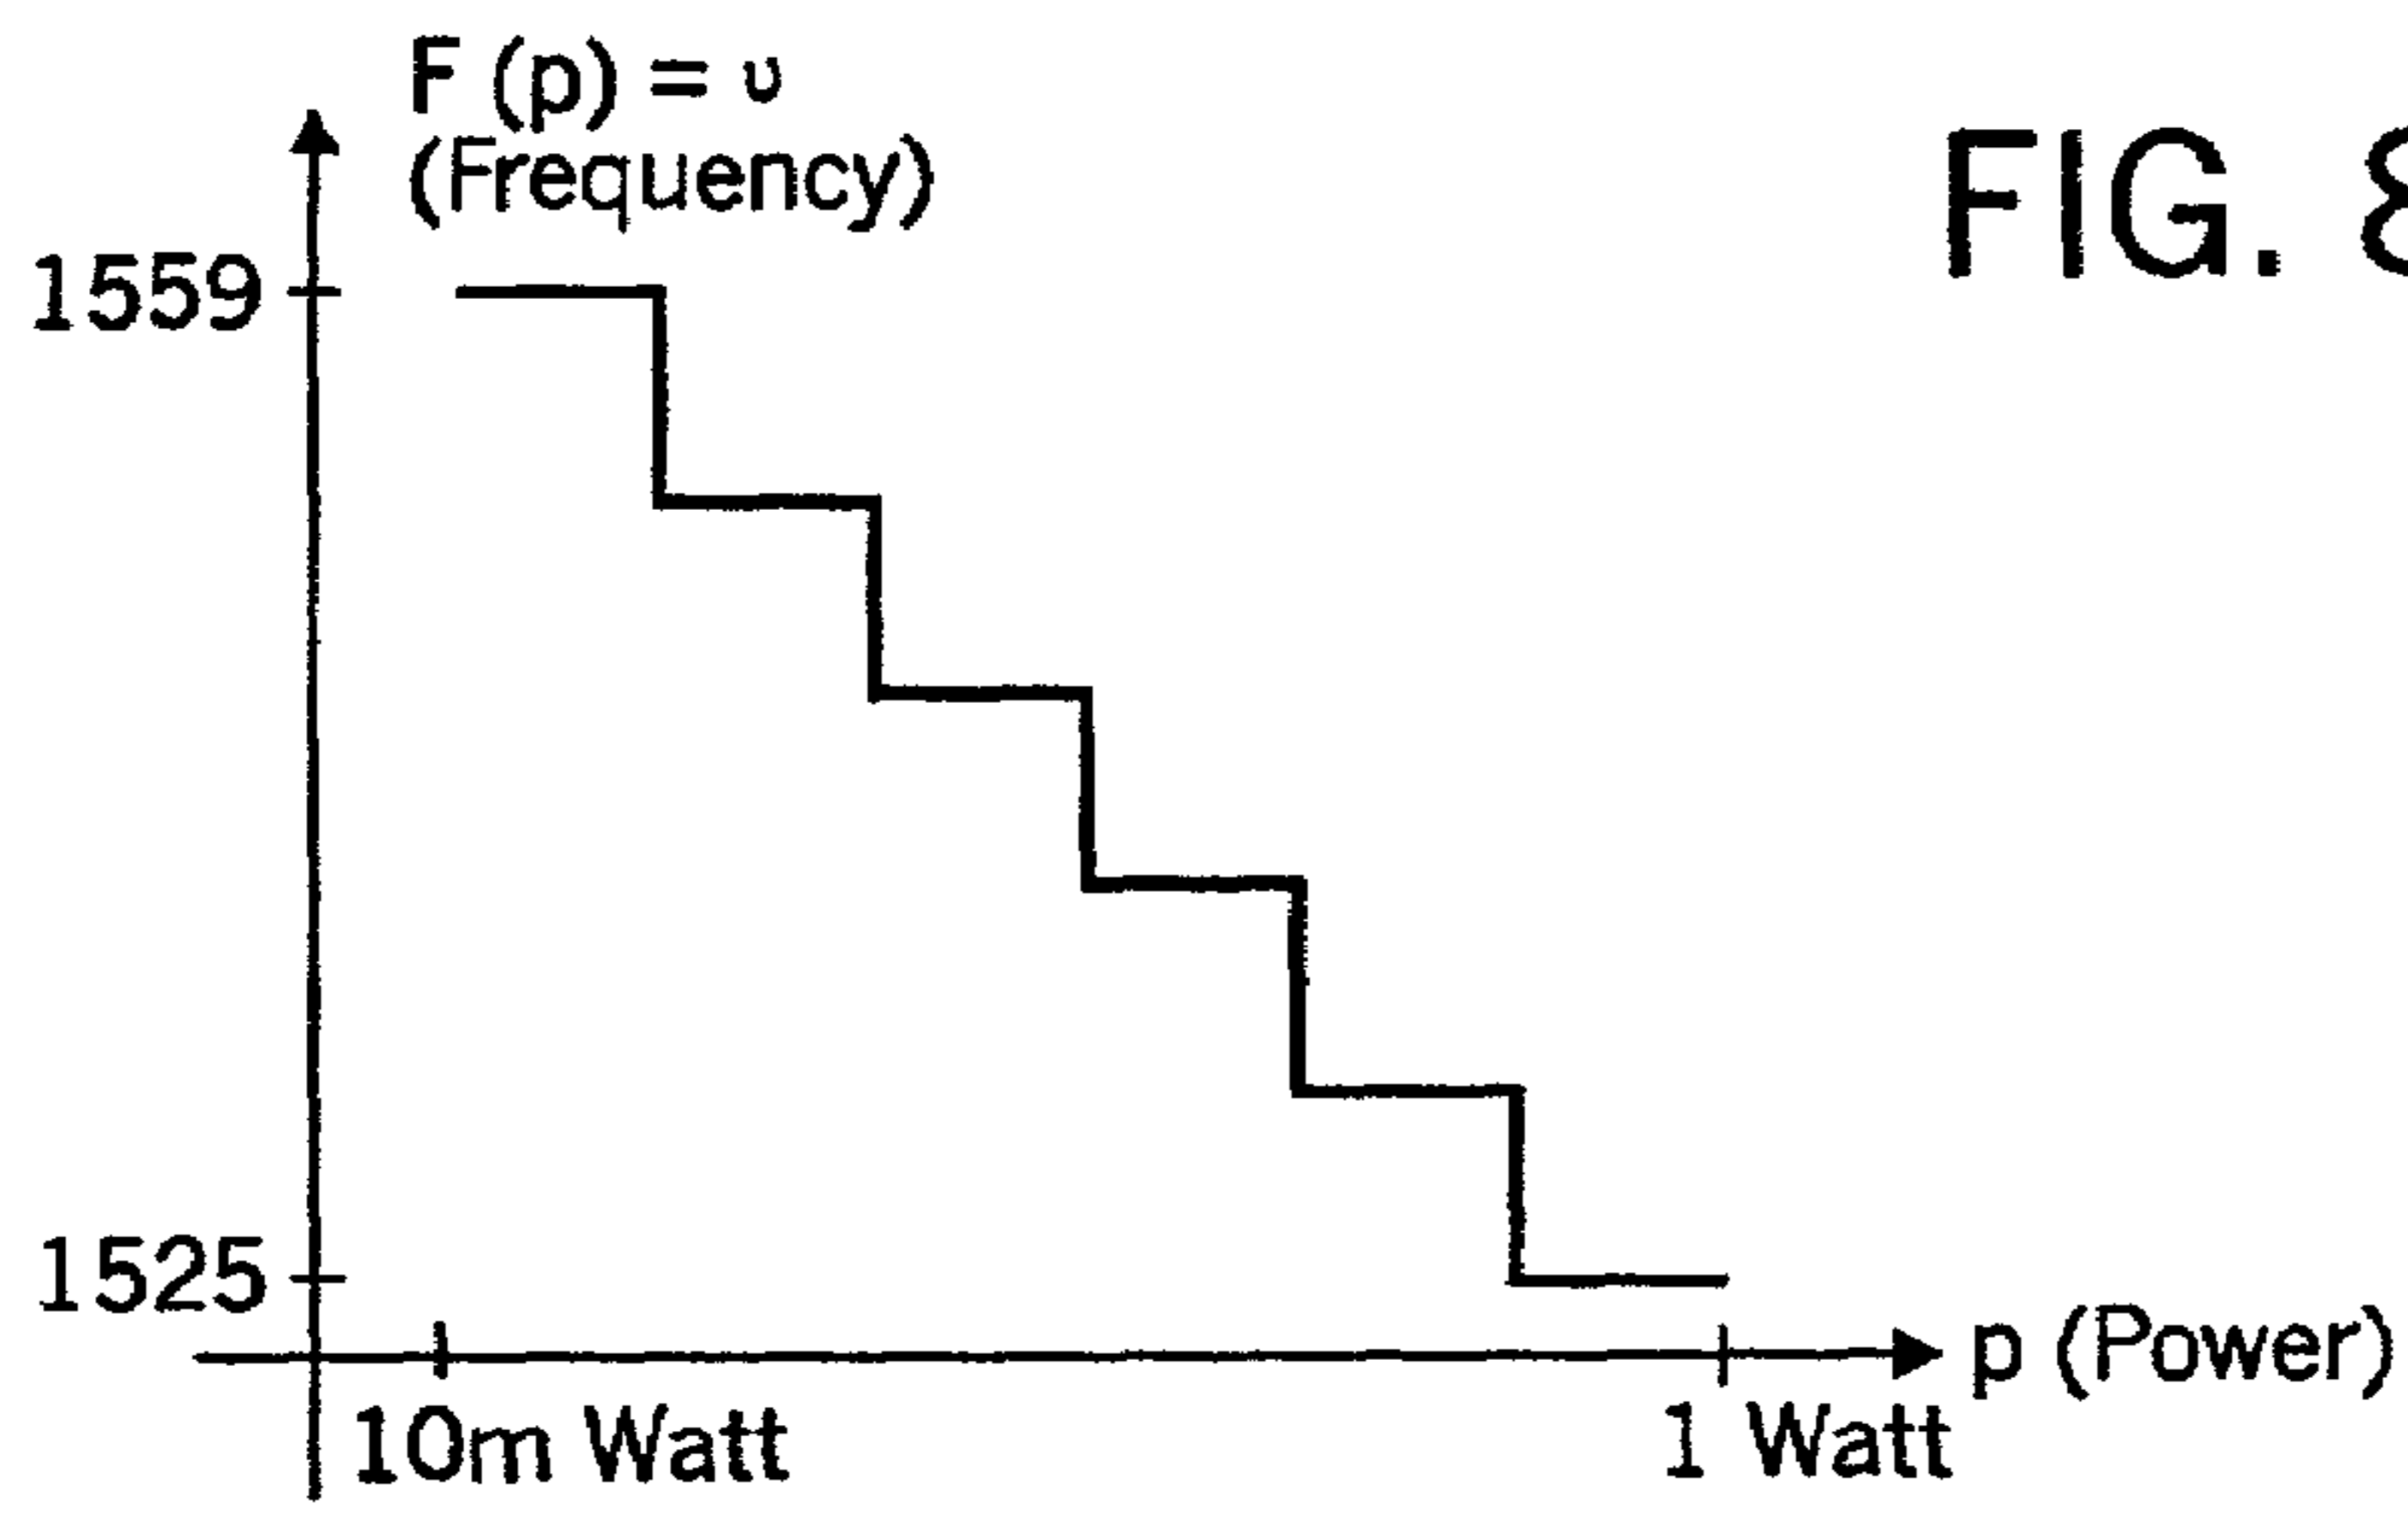 F (p) = υ
(Frequency)
FIG. 8
1559
1525
p (Power)
10m Watt
1 Watt